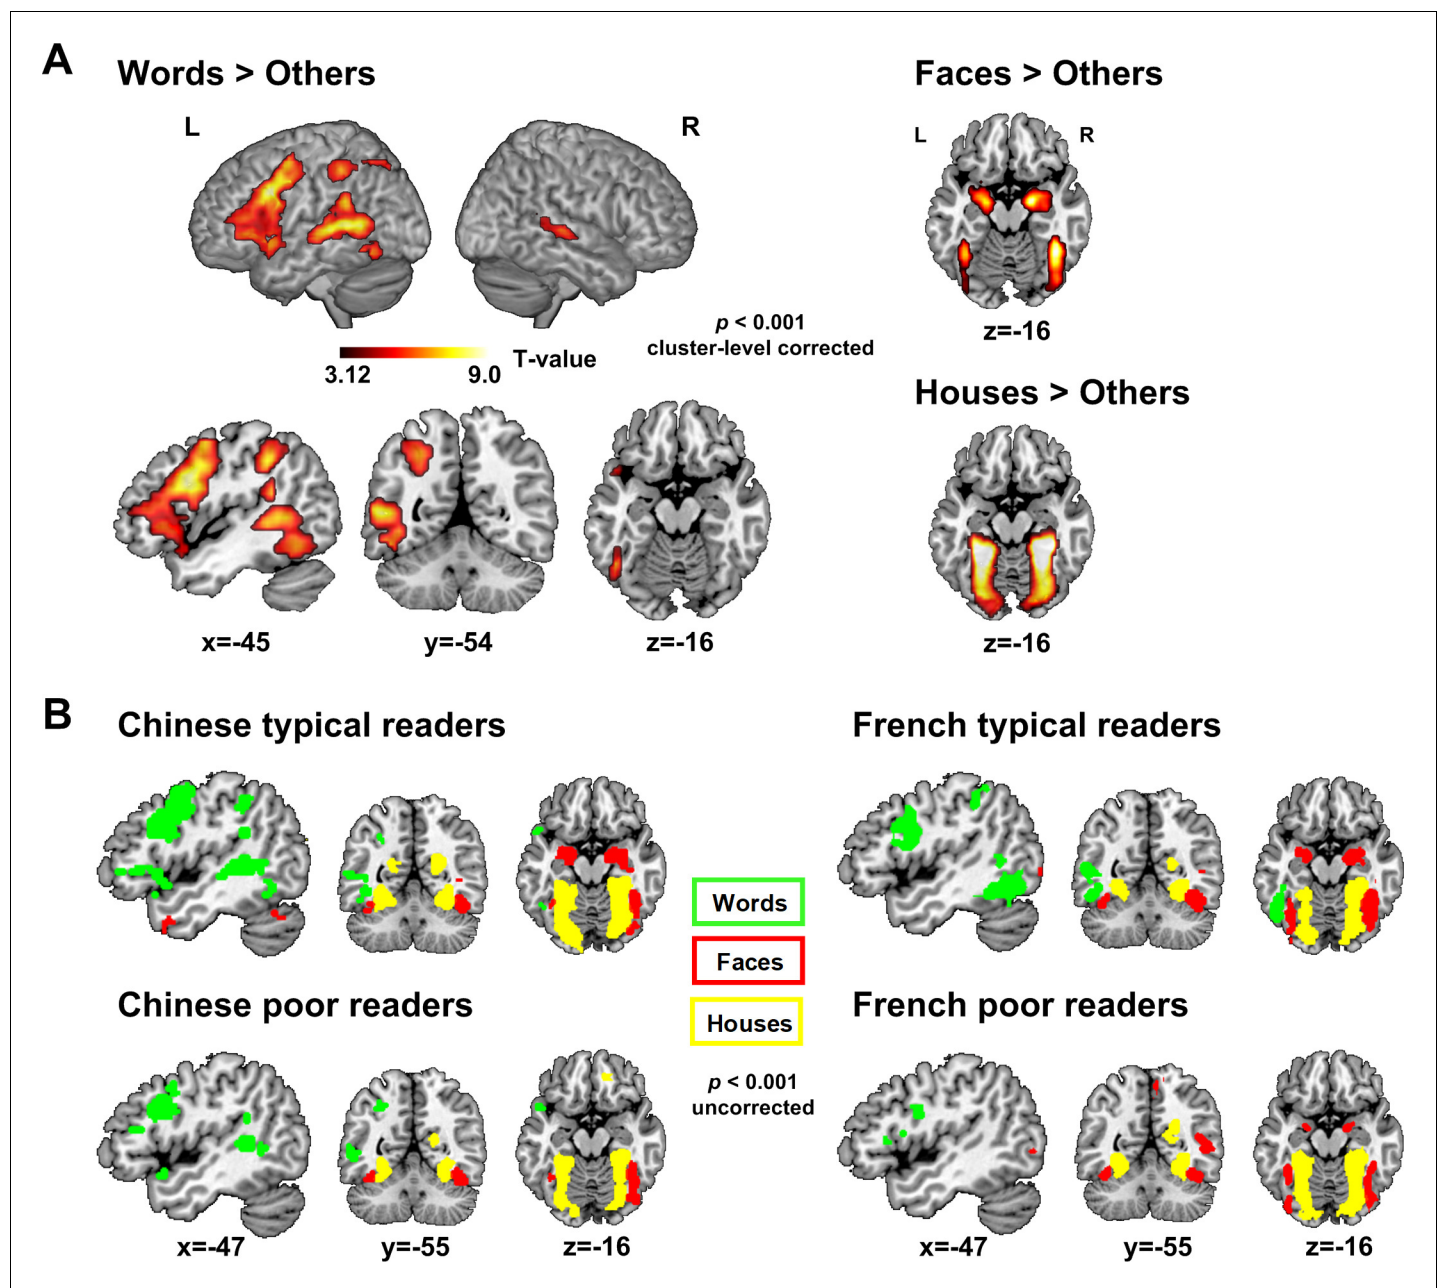 A
Words > Others
Faces > Others
L
R
L
R
p < 0.001
cluster-level corrected
z=-16
3.12
9.0
T-value
Houses > Others
x=-45
y=-54
z=-16
z=-16
B
Chinese typical readers
French typical readers
Words
Faces
Houses
Chinese poor readers
French poor readers
p < 0.001
uncorrected
x=-47
y=-55
z=-16
x=-47
y=-55
z=-16